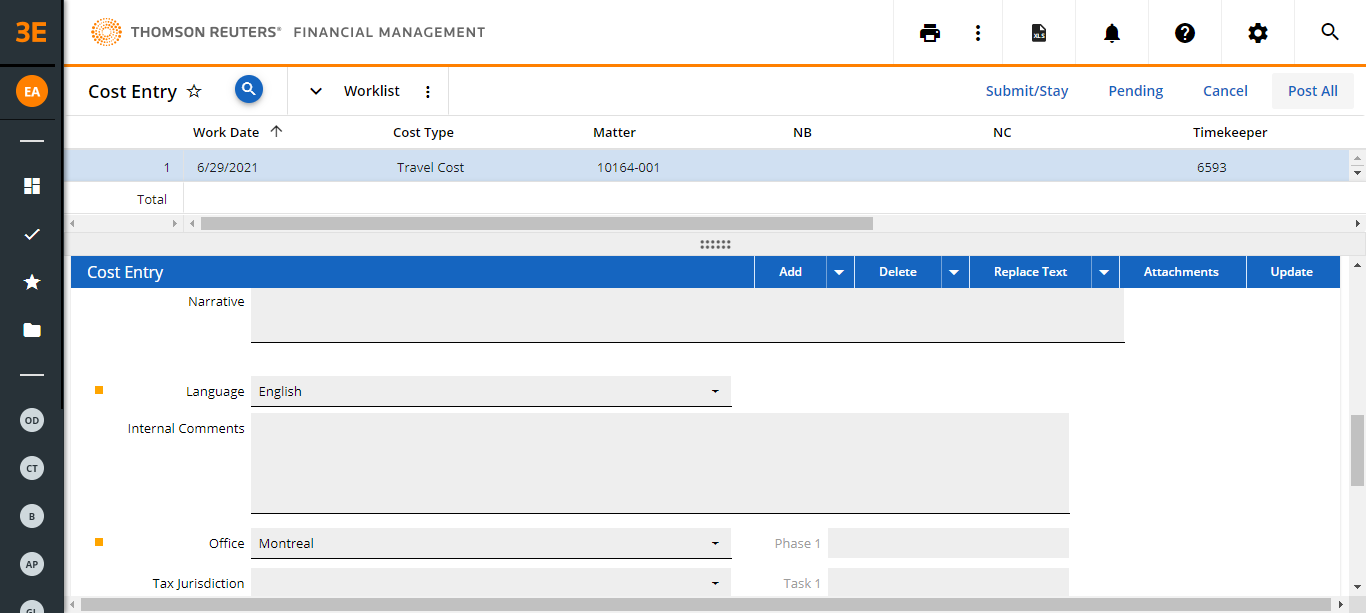 3E THOMSON REUTERS® FINANCIAL MANAGEMENT XLS
EA Cost Entry Worklist Submit/Stay Pending Cancel Post All
Work Date Cost Type Matter NB NC Timekeeper
1 6/29/2021 Travel Cost 10164-001 6593
Total
Cost Entry Add Delete Replace Text Attachments Update
Narrative
Language English
OD
Internal Comments
CT
B
Office Montreal Phase 1
AP
Tax Jurisdiction Task 1
GL